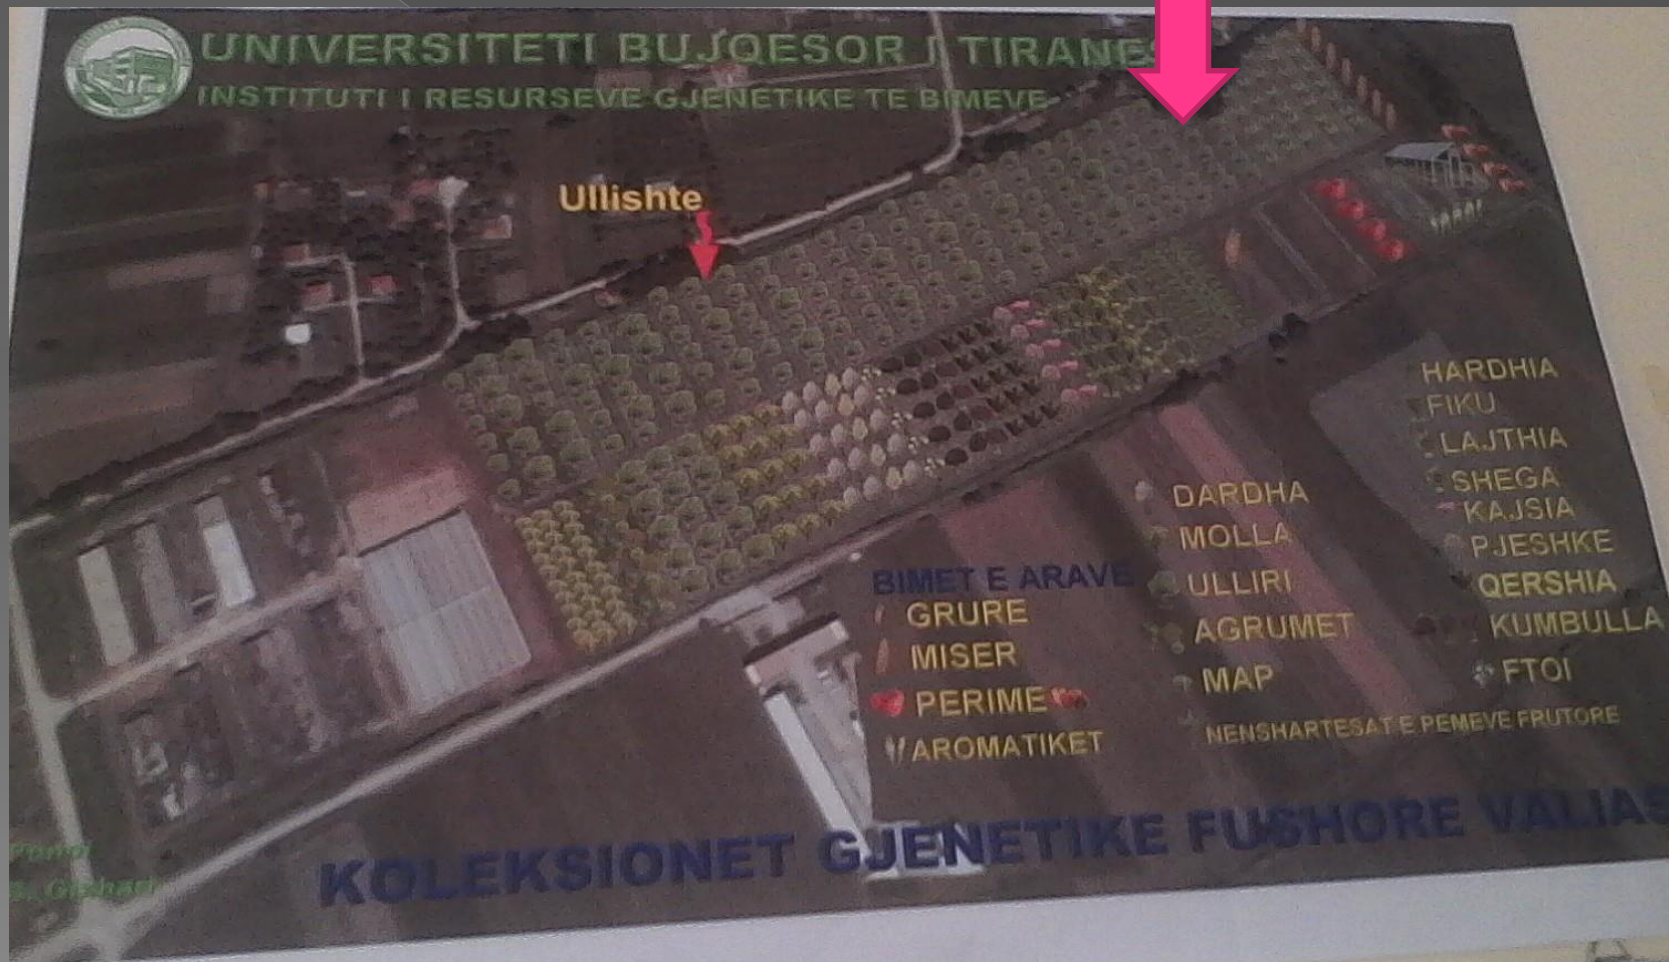 UNIVERSITETI BUJQESOR I TIRANES
INSTITUTI I RESURSEVE GJENETIKE TE BIMEVE
Ullishte
HARDHIA
FIKU
LAJTHIA
SHEGA
KAJSIA
PJESHKE
QERSHIA
KUMBULLA
FTOI
DARDHA
MOLLA
ULLIRI
AGRUMET
MAP
NENSHARTESAT E PEMEVE FRUTORE
BIMET E ARAVE
GRURE
MISER
PERIME
AROMATIKET
KOLEKSIONET GJENETIKE FUSHORE VALIAS